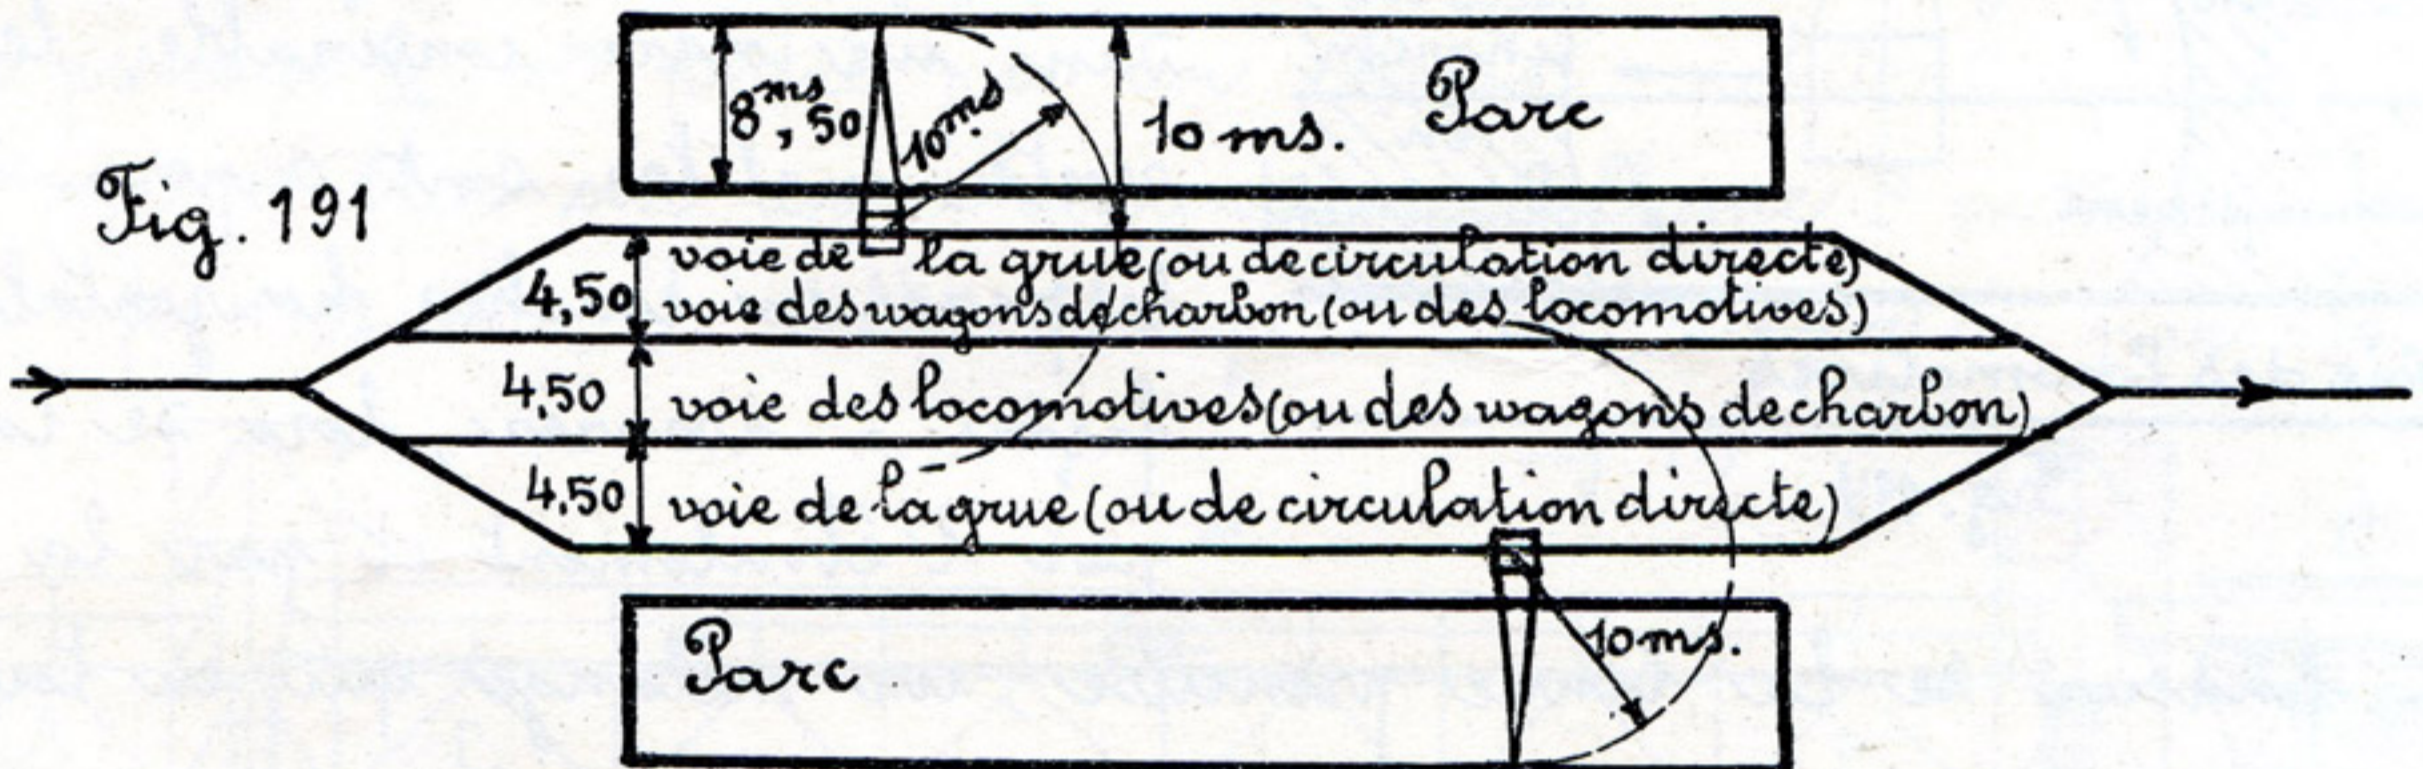 8ms,50
10 ms
10 ms.
Parc
Fig. 191
4,50
voie de la grue (ou de circulation directe)
voie des wagons de charbon (ou des locomotives)
4,50
voie des locomotives (ou des wagons de charbon)
4,50
voie de la grue (ou de circulation directe)
Parc
10 ms.